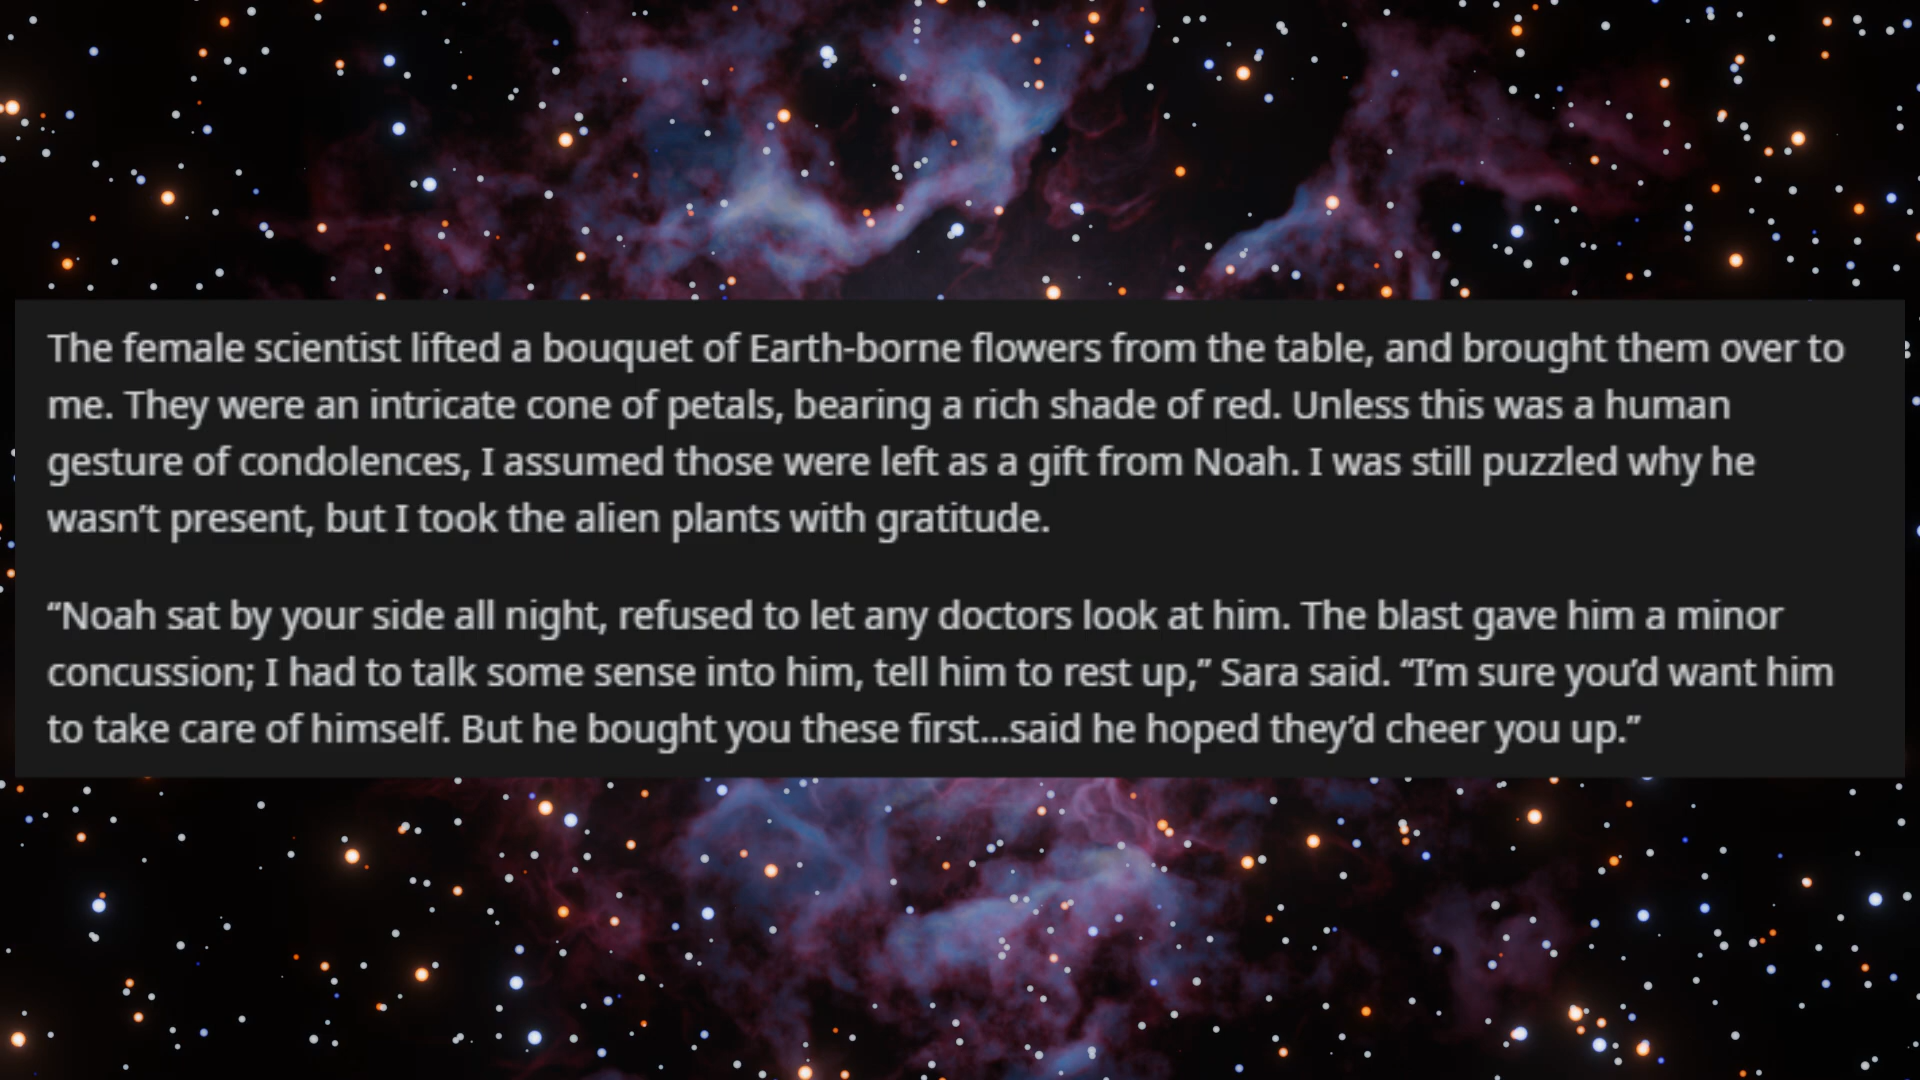 The female scientist lifted a bouquet of Earth-borne flowers from the table, and brought them over to
me. They were an intricate cone of petals, bearing a rich shade of red. Unless this was a human
gesture of condolences, I assumed those were left as a gift from Noah. I was still puzzled why he
wasn’t present, but I took the alien plants with gratitude.
“Noah sat by your side all night, refused to let any doctors look at him. The blast gave him a minor
concussion; I had to talk some sense into him, tell him to rest up,” Sara said. “I’m sure you’d want him
to take care of himself. But he bought you these first...said he hoped they’d cheer you up.”